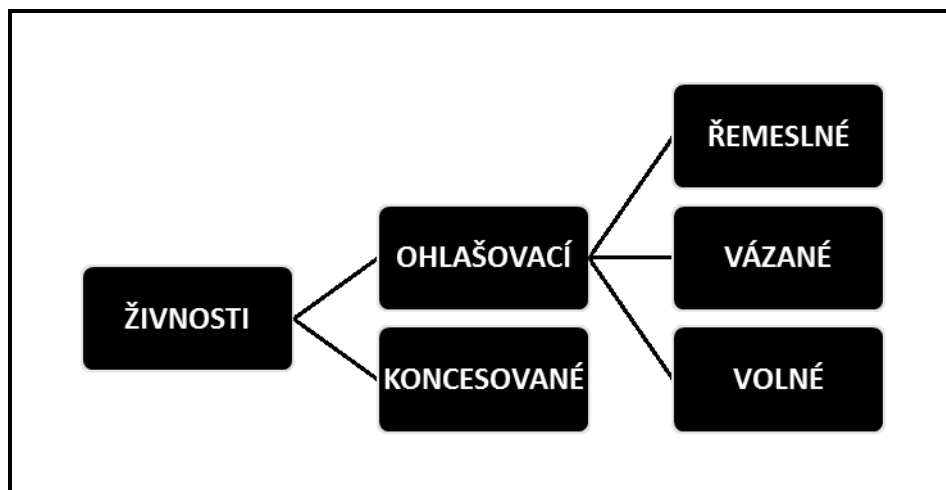 ŽIVNOSTI
OHLAŠOVACÍ
KONCESOVANÉ
ŘEMESLNÉ
VÁZANÉ
VOLNÉ